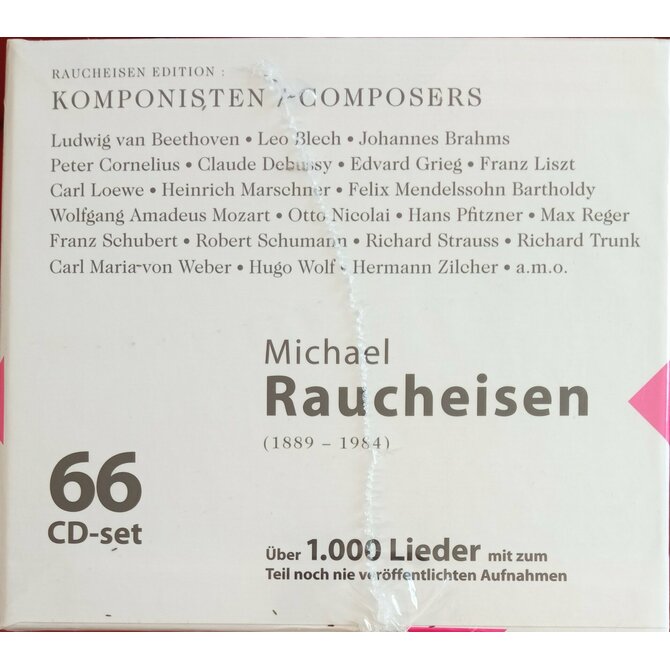 RAUCHEISEN EDITION :
KOMPONISTEN / COMPOSERS
Ludwig van Beethoven • Leo Blech • Johannes Brahms
Peter Cornelius • Claude Debussy • Edvard Grieg • Franz Liszt
Carl Loewe • Heinrich Marschner • Felix Mendelssohn Bartholdy
Wolfgang Amadeus Mozart • Otto Nicolai • Hans Pfitzner • Max Reger
Franz Schubert • Robert Schumann • Richard Strauss • Richard Trunk
Carl Maria von Weber • Hugo Wolf • Hermann Zilcher • a.m.o.
Michael
Raucheisen
(1889 – 1984)
66
CD-set
Über 1.000 Lieder mit zum
Teil noch nie veröffentlichten Aufnahmen